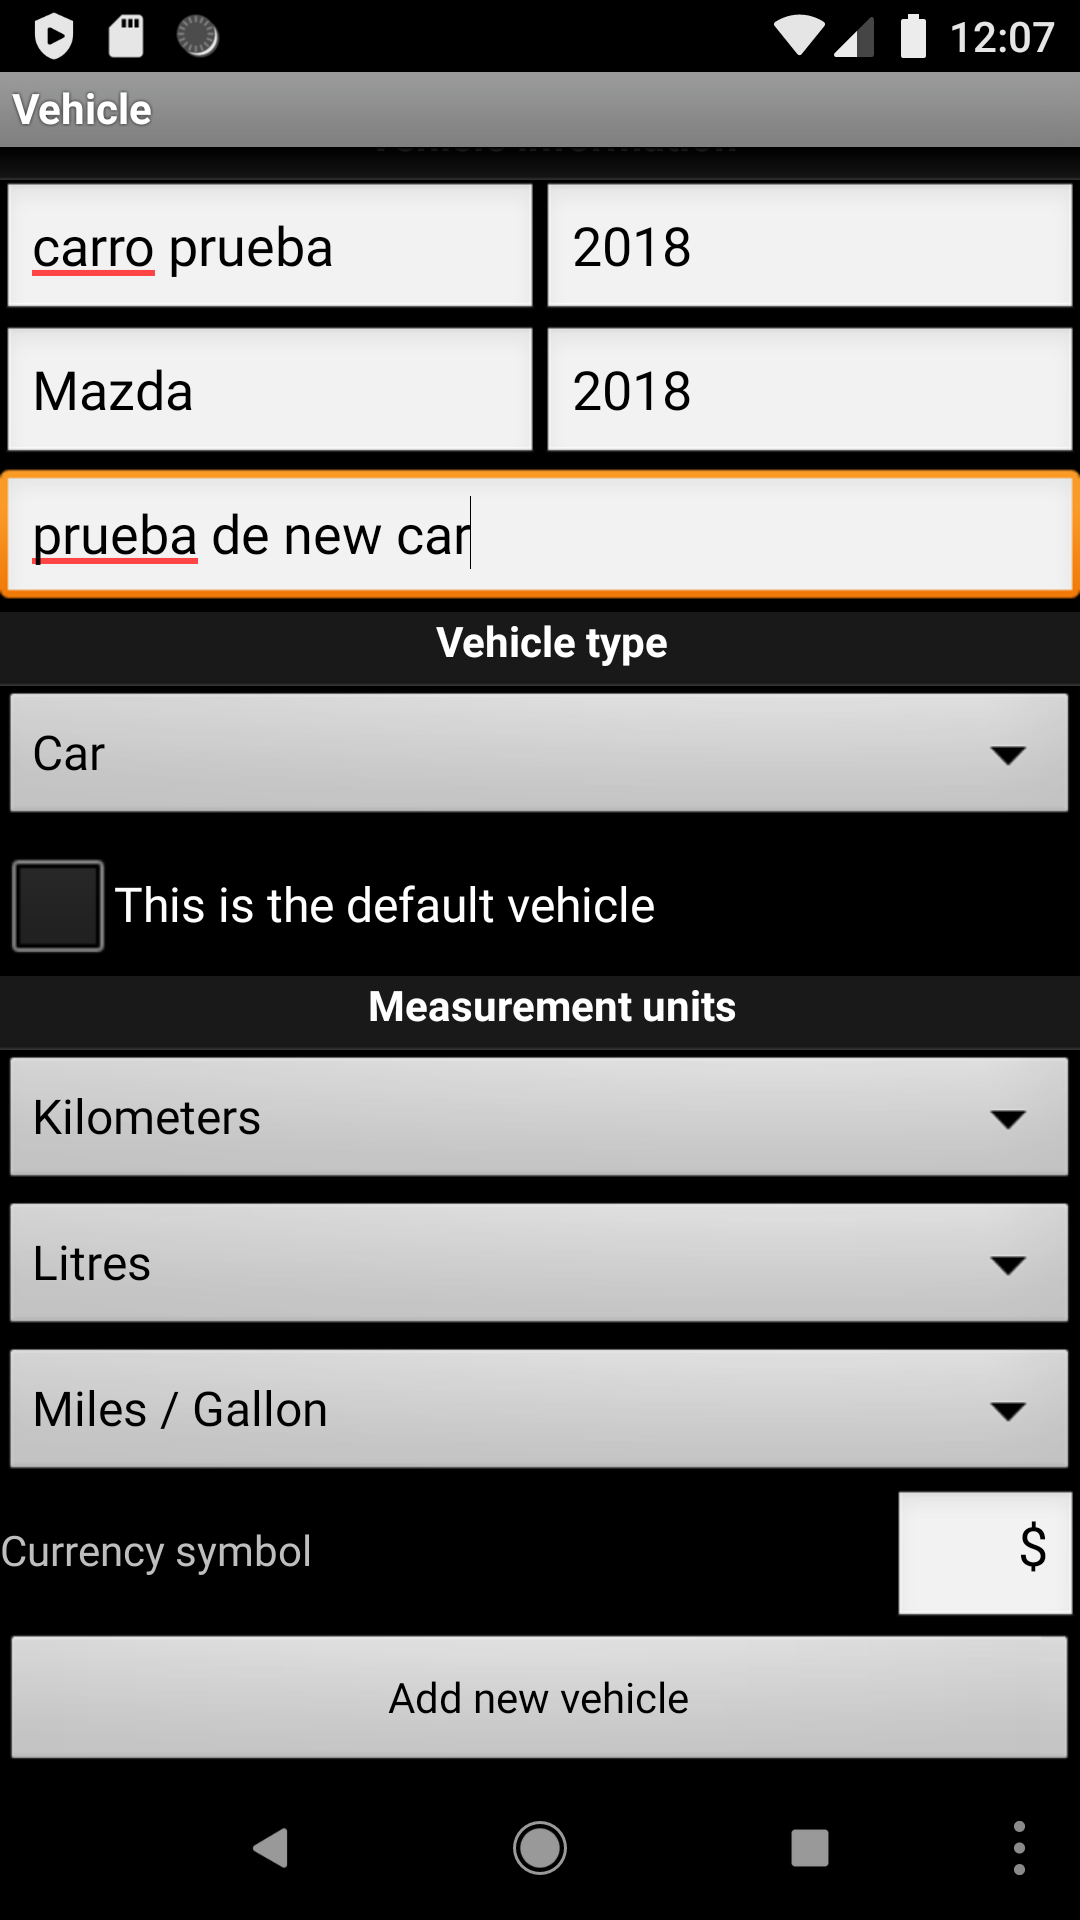 12:07
Vehicle
carro prueba
2018
Mazda
2018
prueba de new car
Vehicle type
Car
This is the default vehicle
Measurement units
Kilometers
Litres
Miles / Gallon
Currency symbol
$
Add new vehicle